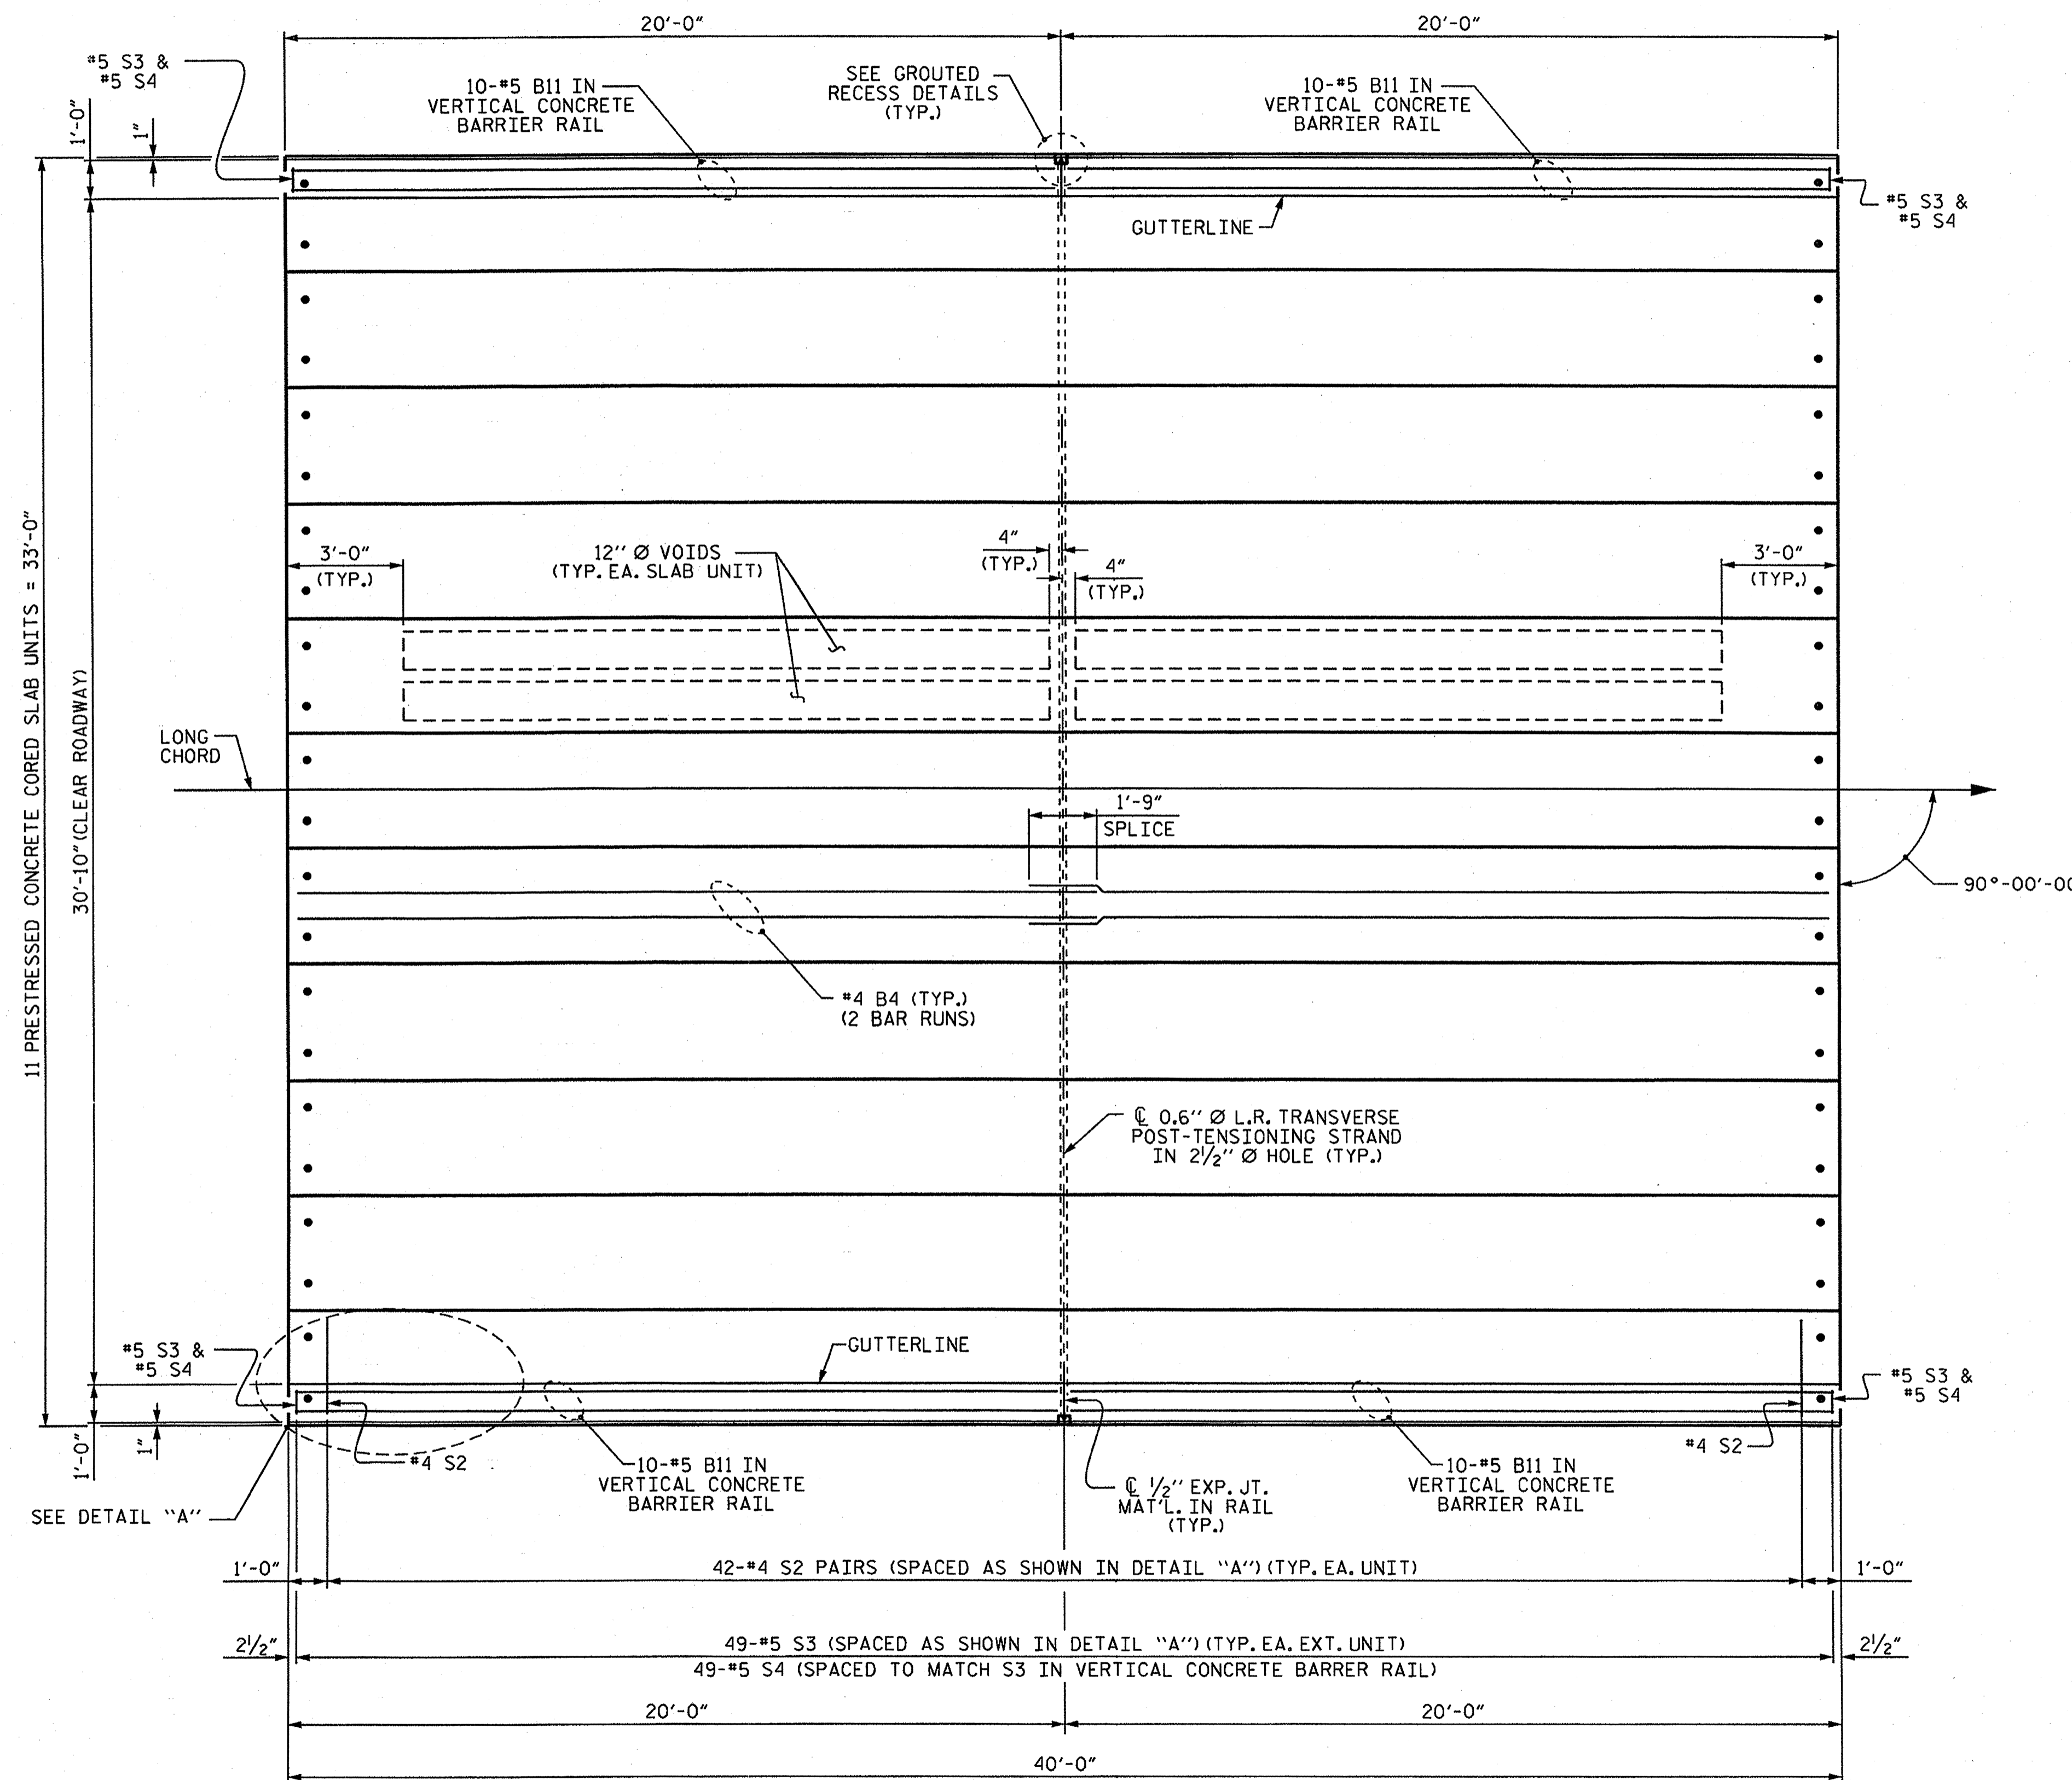 20'-0"
20'-0"
#5 S3 &
#5 S4
10-#5 B11 IN
VERTICAL CONCRETE
BARRIER RAIL
SEE GROUTED
RECESS DETAILS
(TYP.)
10-#5 B11 IN
VERTICAL CONCRETE
BARRIER RAIL
1'-0"
1"
#5 S3 &
#5 S4
GUTTERLINE
11 PRESTRESSED CONCRETE CORED SLAB UNITS = 33'-0"
30'-10" (CLEAR ROADWAY)
3'-0"
(TYP.)
12'' Ø VOIDS
(TYP. EA. SLAB UNIT)
4"
(TYP.)
4"
(TYP.)
3'-0"
(TYP.)
LONG
CHORD
1'-9"
SPLICE
90°-00'-00
#4 B4 (TYP.)
(2 BAR RUNS)
℄ 0.6'' Ø L.R. TRANSVERSE
POST-TENSIONING STRAND
IN 2½'' Ø HOLE (TYP.)
#5 S3 &
#5 S4
GUTTERLINE
#5 S3 &
#5 S4
1'-0"
1"
#4 S2
10-#5 B11 IN
VERTICAL CONCRETE
BARRIER RAIL
℄ ½'' EXP. JT.
MAT'L. IN RAIL
(TYP.)
10-#5 B11 IN
VERTICAL CONCRETE
BARRIER RAIL
#4 S2
SEE DETAIL "A"
1'-0"
42-#4 S2 PAIRS (SPACED AS SHOWN IN DETAIL "A") (TYP. EA. UNIT)
1'-0"
2½"
49-#5 S3 (SPACED AS SHOWN IN DETAIL "A") (TYP. EA. EXT. UNIT)
2½"
49-#5 S4 (SPACED TO MATCH S3 IN VERTICAL CONCRETE BARRER RAIL)
20'-0"
20'-0"
40'-0"